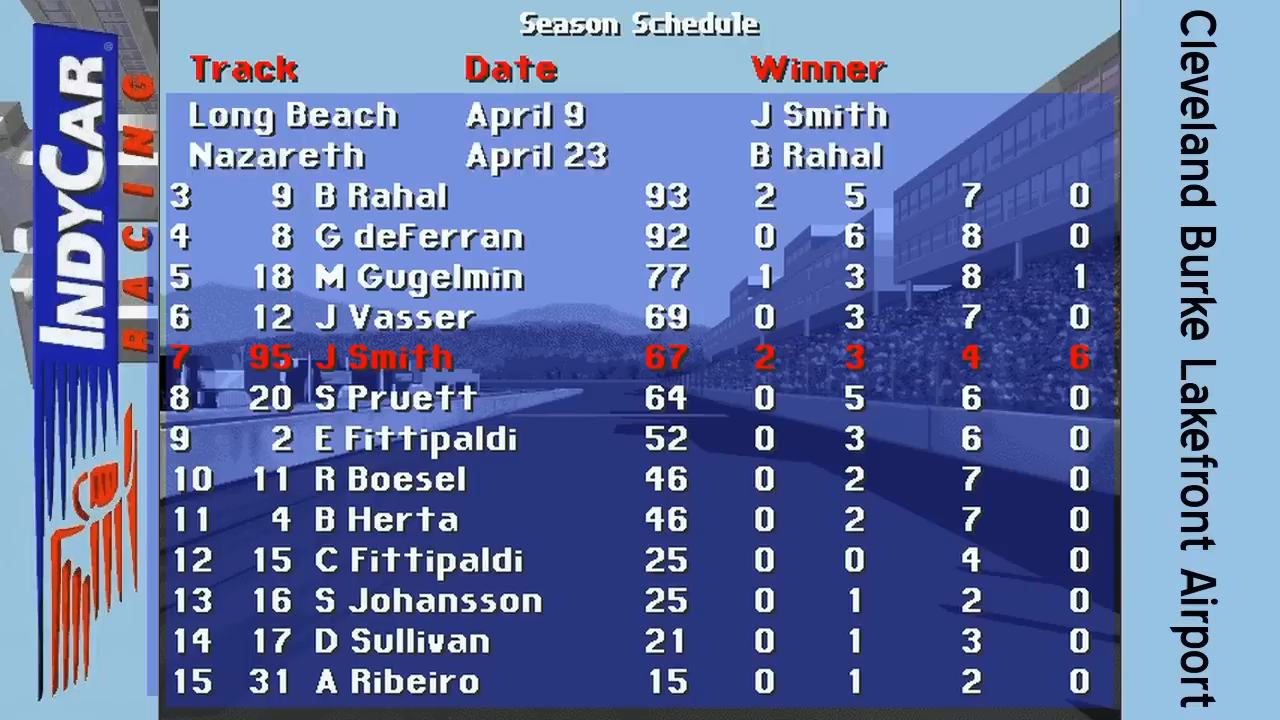 Season Schedule
Track Date Winner
Long Beach April 9 J Smith
Nazareth April 23 B Rahal
3 9 B Rahal 93 2 5 7 0
4 8 G deFerran 92 0 6 8 0
5 18 M Gugelmin 77 1 3 8 1
6 12 J Vasser 69 0 3 7 0
7 95 J Smith 67 2 3 4 6
8 20 S Pruett 64 0 5 6 0
9 2 E Fittipaldi 52 0 3 6 0
10 11 R Boesel 46 0 2 7 0
11 4 B Herta 46 0 2 7 0
12 15 C Fittipaldi 25 0 0 4 0
13 16 S Johansson 25 0 1 2 0
14 17 D Sullivan 21 0 1 3 0
15 31 A Ribeiro 15 0 1 2 0
INDYCAR®
RACING
Cleveland Burke Lakefront Airport